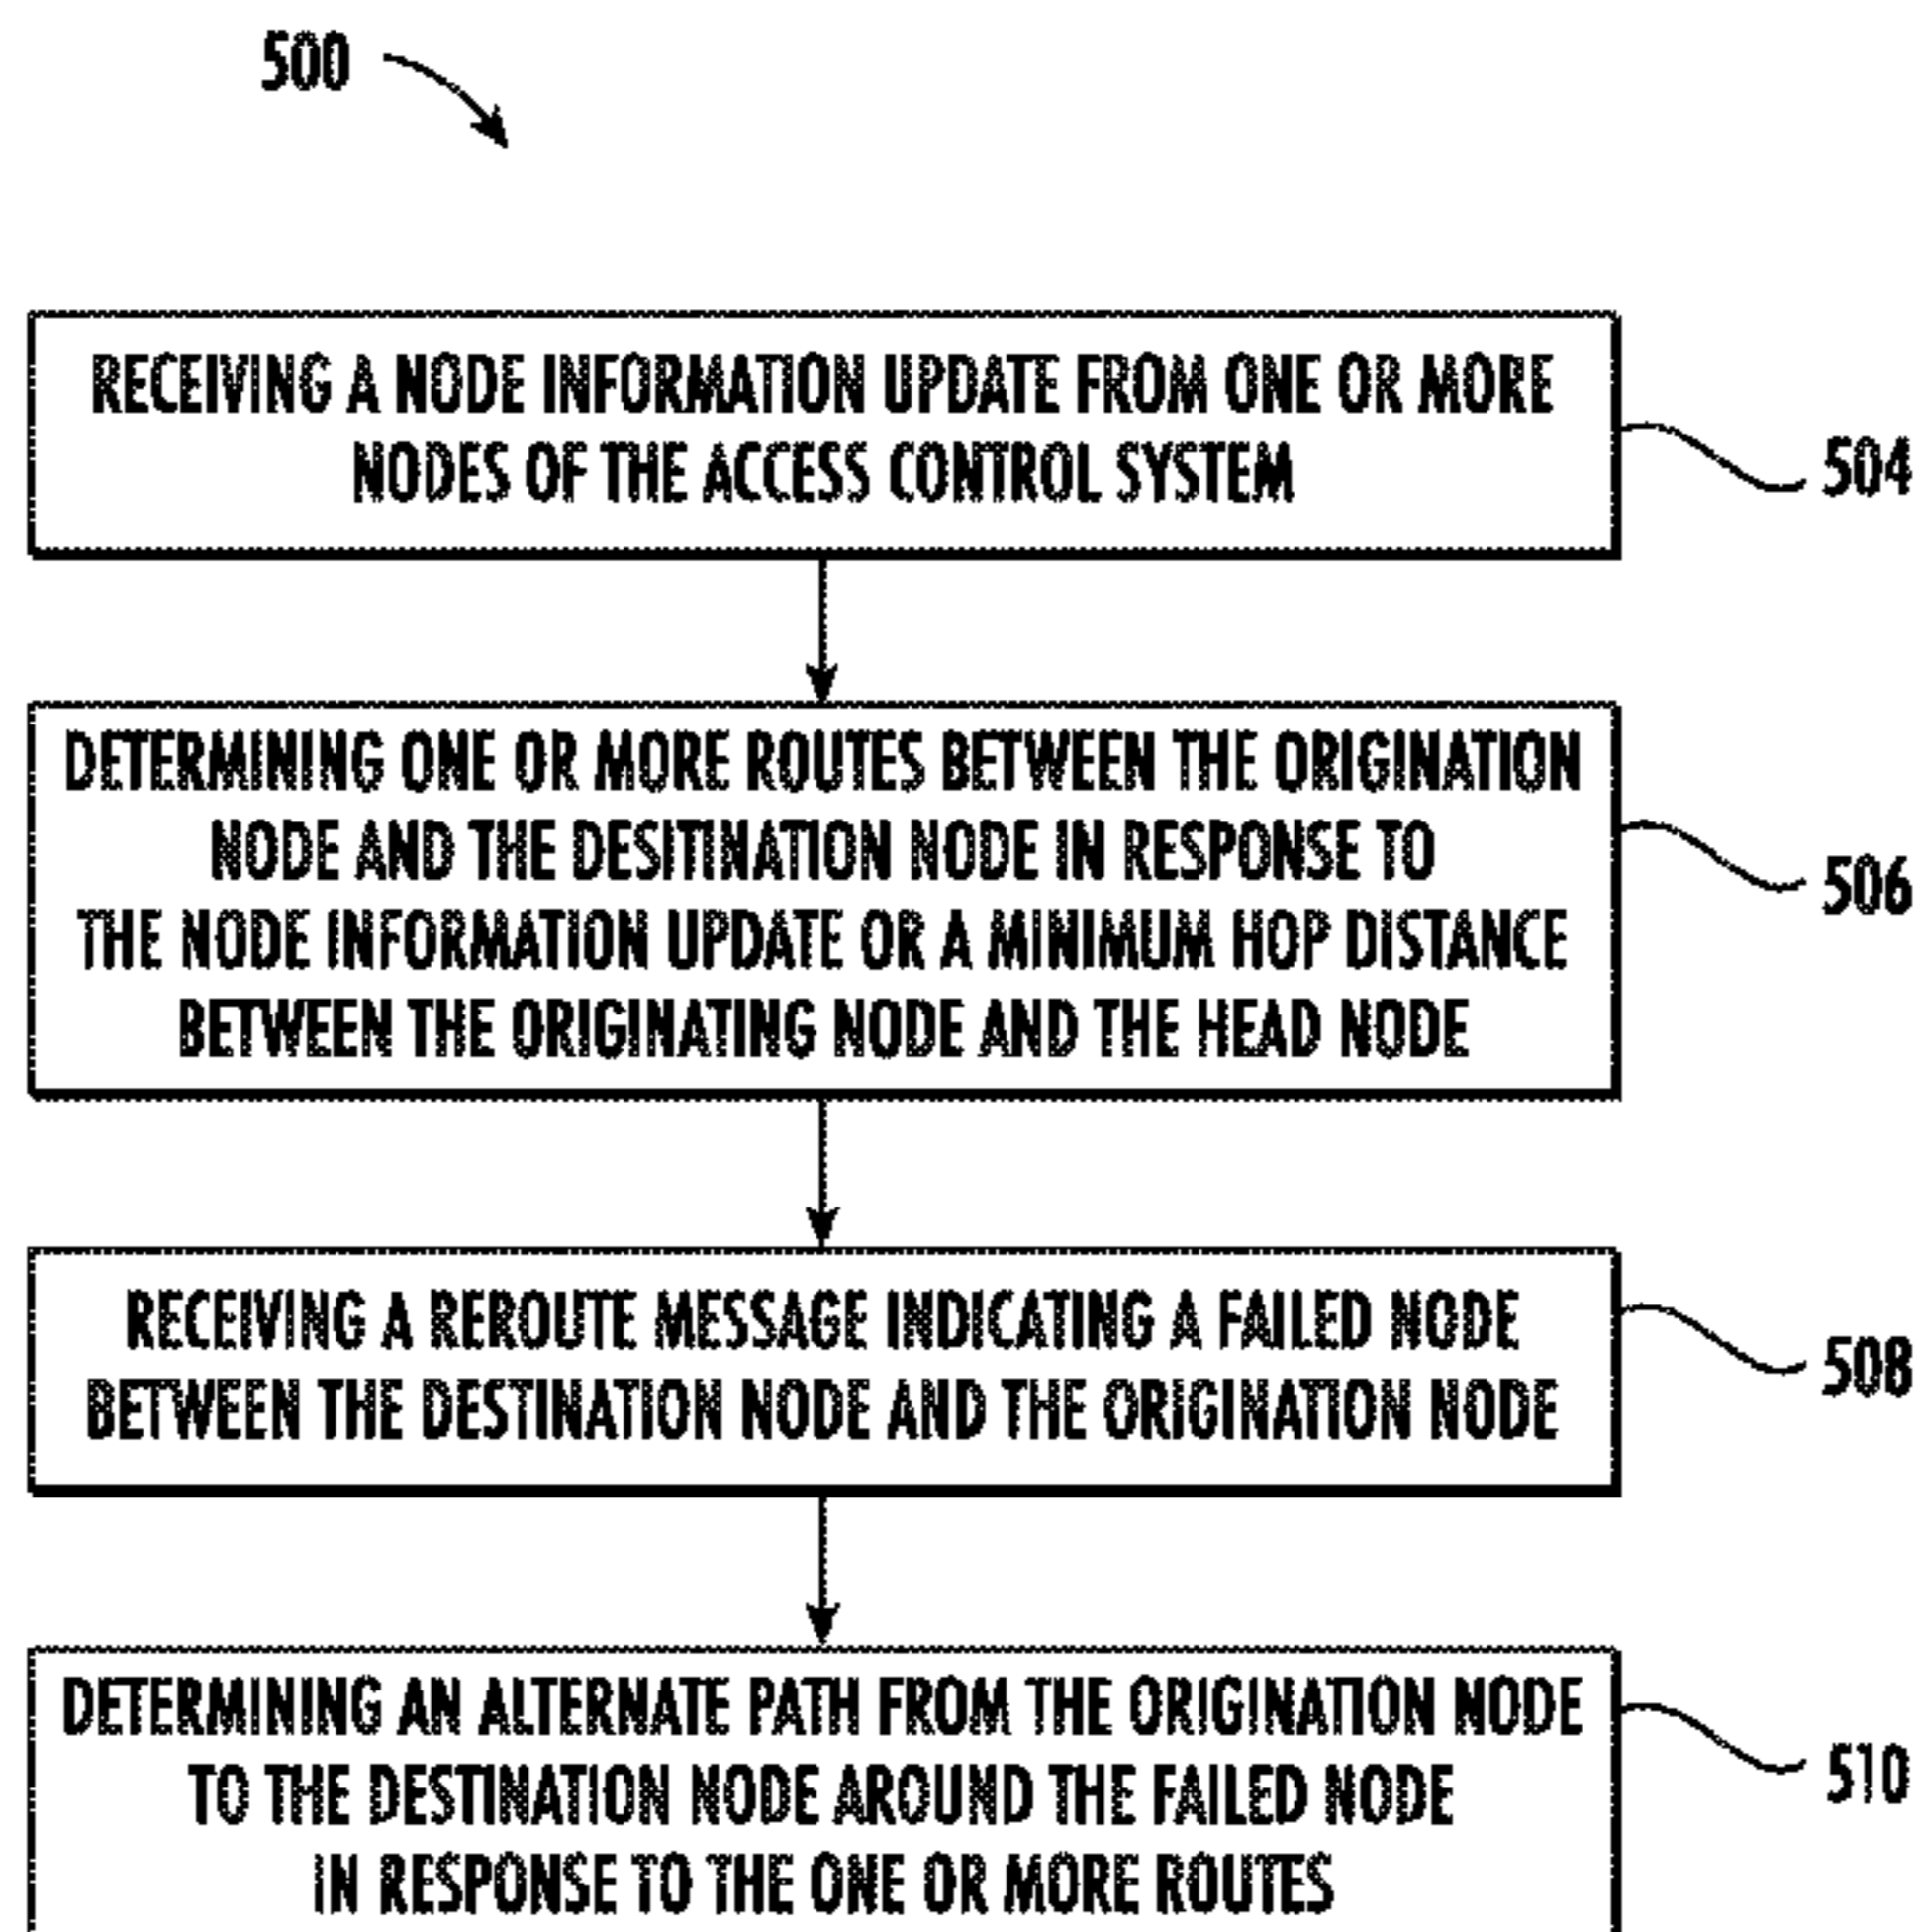 500
RECEIVING A NODE INFORMATION UPDATE FROM ONE OR MORE
NODES OF THE ACCESS CONTROL SYSTEM
504
DETERMINING ONE OR MORE ROUTES BETWEEN THE ORIGINATION
NODE AND THE DESITINATION NODE IN RESPONSE TO
THE NODE INFORMATION UPDATE OR A MINIMUM HOP DISTANCE
BETWEEN THE ORIGINATING NODE AND THE HEAD NODE
506
RECEIVING A REROUTE MESSAGE INDICATING A FAILED NODE
BETWEEN THE DESTINATION NODE AND THE ORIGINATION NODE
508
DETERMINING AN ALTERNATE PATH FROM THE ORIGINATION NODE
TO THE DESTINATION NODE AROUND THE FAILED NODE
IN RESPONSE TO THE ONE OR MORE ROUTES
510